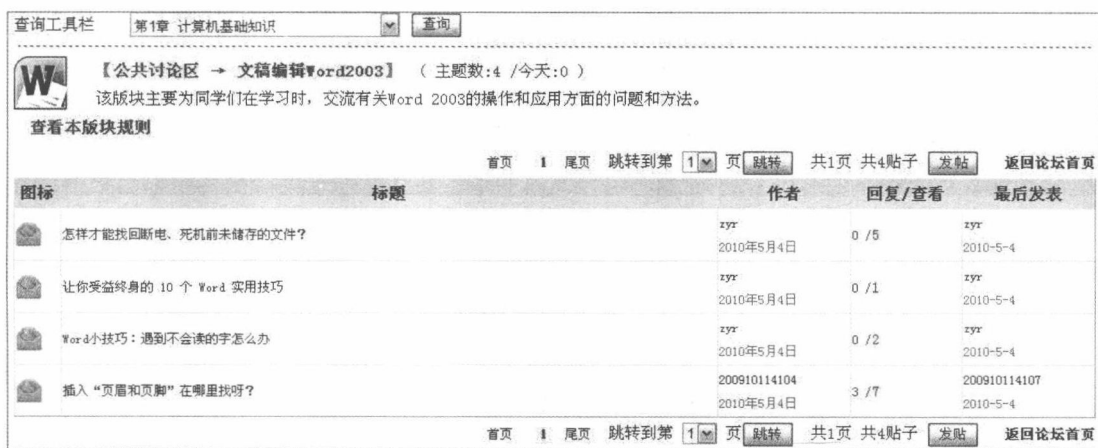 查询工具栏 第1章 计算机基础知识 查询
【公共讨论区 → 文稿编辑Word2003】 ( 主题数:4 /今天:0 )
该版块主要为同学们在学习时，交流有关Word 2003的操作和应用方面的问题和方法。
查看本版块规则
首页 1 尾页 跳转到第 1 页 跳转 共1页 共4贴子 发帖 返回论坛首页
图标 标题 作者 回复/查看 最后发表
怎样才能找回断电、死机前未储存的文件? zyr 2010年5月4日 0 /5 zyr 2010-5-4
让你受益终身的 10 个 Word 实用技巧 zyr 2010年5月4日 0 /1 zyr 2010-5-4
Word小技巧：遇到不会读的字怎么办 zyr 2010年5月4日 0 /2 zyr 2010-5-4
插入“页眉和页脚”在哪里找呀? 200910114104 2010年5月4日 3 /7 200910114107 2010-5-4
首页 1 尾页 跳转到第 1 页 跳转 共1页 共4贴子 发贴 返回论坛首页